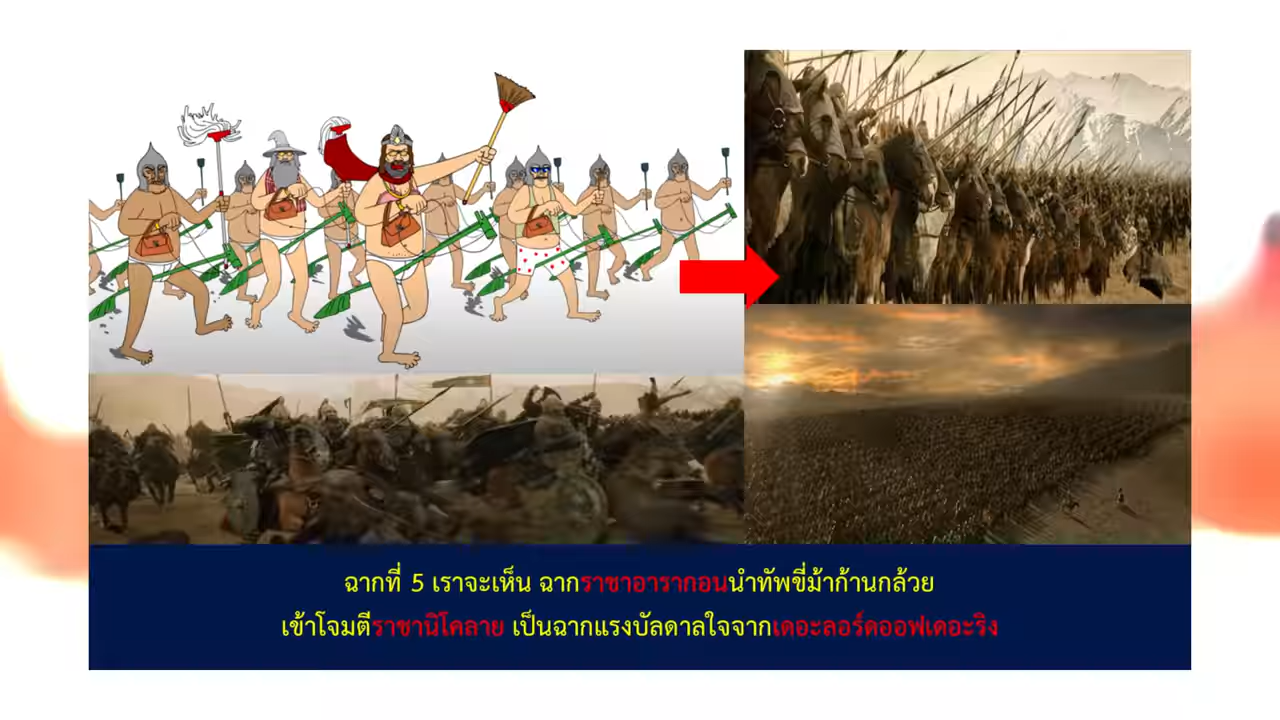 ฉากที่ 5 เราจะเห็น ฉากราชาอารากอนนำทัพขี่ม้าก้านกล้วย
เข้าโจมตีราชานิโคลาย เป็นฉากแรงบัลดาลใจจากเดอะลอร์ดออฟเดอะริง